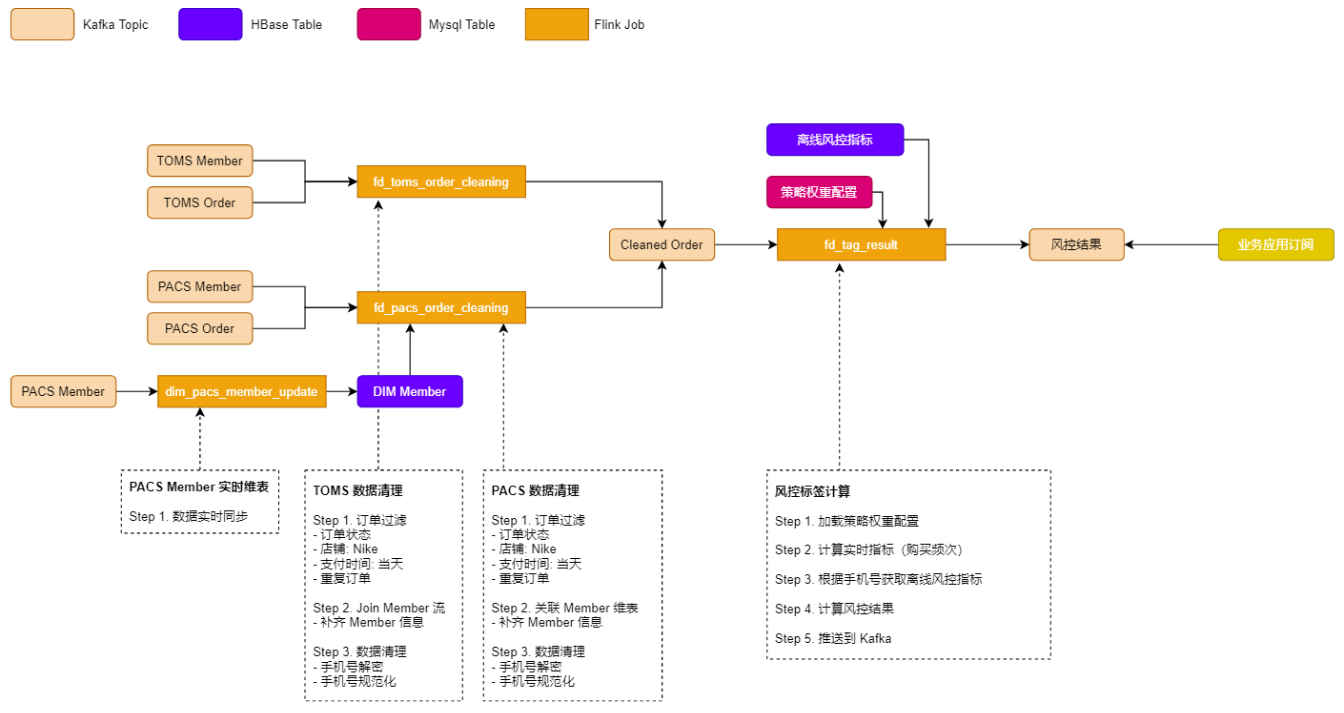 Kafka Topic
HBase Table
Mysql Table
Flink Job
离线风控指标
TOMS Member
策略权重配置
fd_toms_order_cleaning
TOMS Order
Cleaned Order
fd_tag_result
风控结果
业务应用订阅
PACS Member
fd_pacs_order_cleaning
PACS Order
PACS Member
dim_pacs_member_update
DIM Member
PACS Member 实时维表
Step 1. 数据实时同步
TOMS 数据清理
Step 1. 订单过滤
- 订单状态
- 店铺: Nike
- 支付时间: 当天
- 重复订单
Step 2. Join Member 流
- 补齐 Member 信息
Step 3. 数据清理
- 手机号解密
- 手机号规范化
PACS 数据清理
Step 1. 订单过滤
- 订单状态
- 店铺: Nike
- 支付时间: 当天
- 重复订单
Step 2. 关联 Member 维表
- 补齐 Member 信息
Step 3. 数据清理
- 手机号解密
- 手机号规范化
风控标签计算
Step 1. 加载策略权重配置
Step 2. 计算实时指标（购买频次）
Step 3. 根据手机号获取离线风控指标
Step 4. 计算风控结果
Step 5. 推送到 Kafka